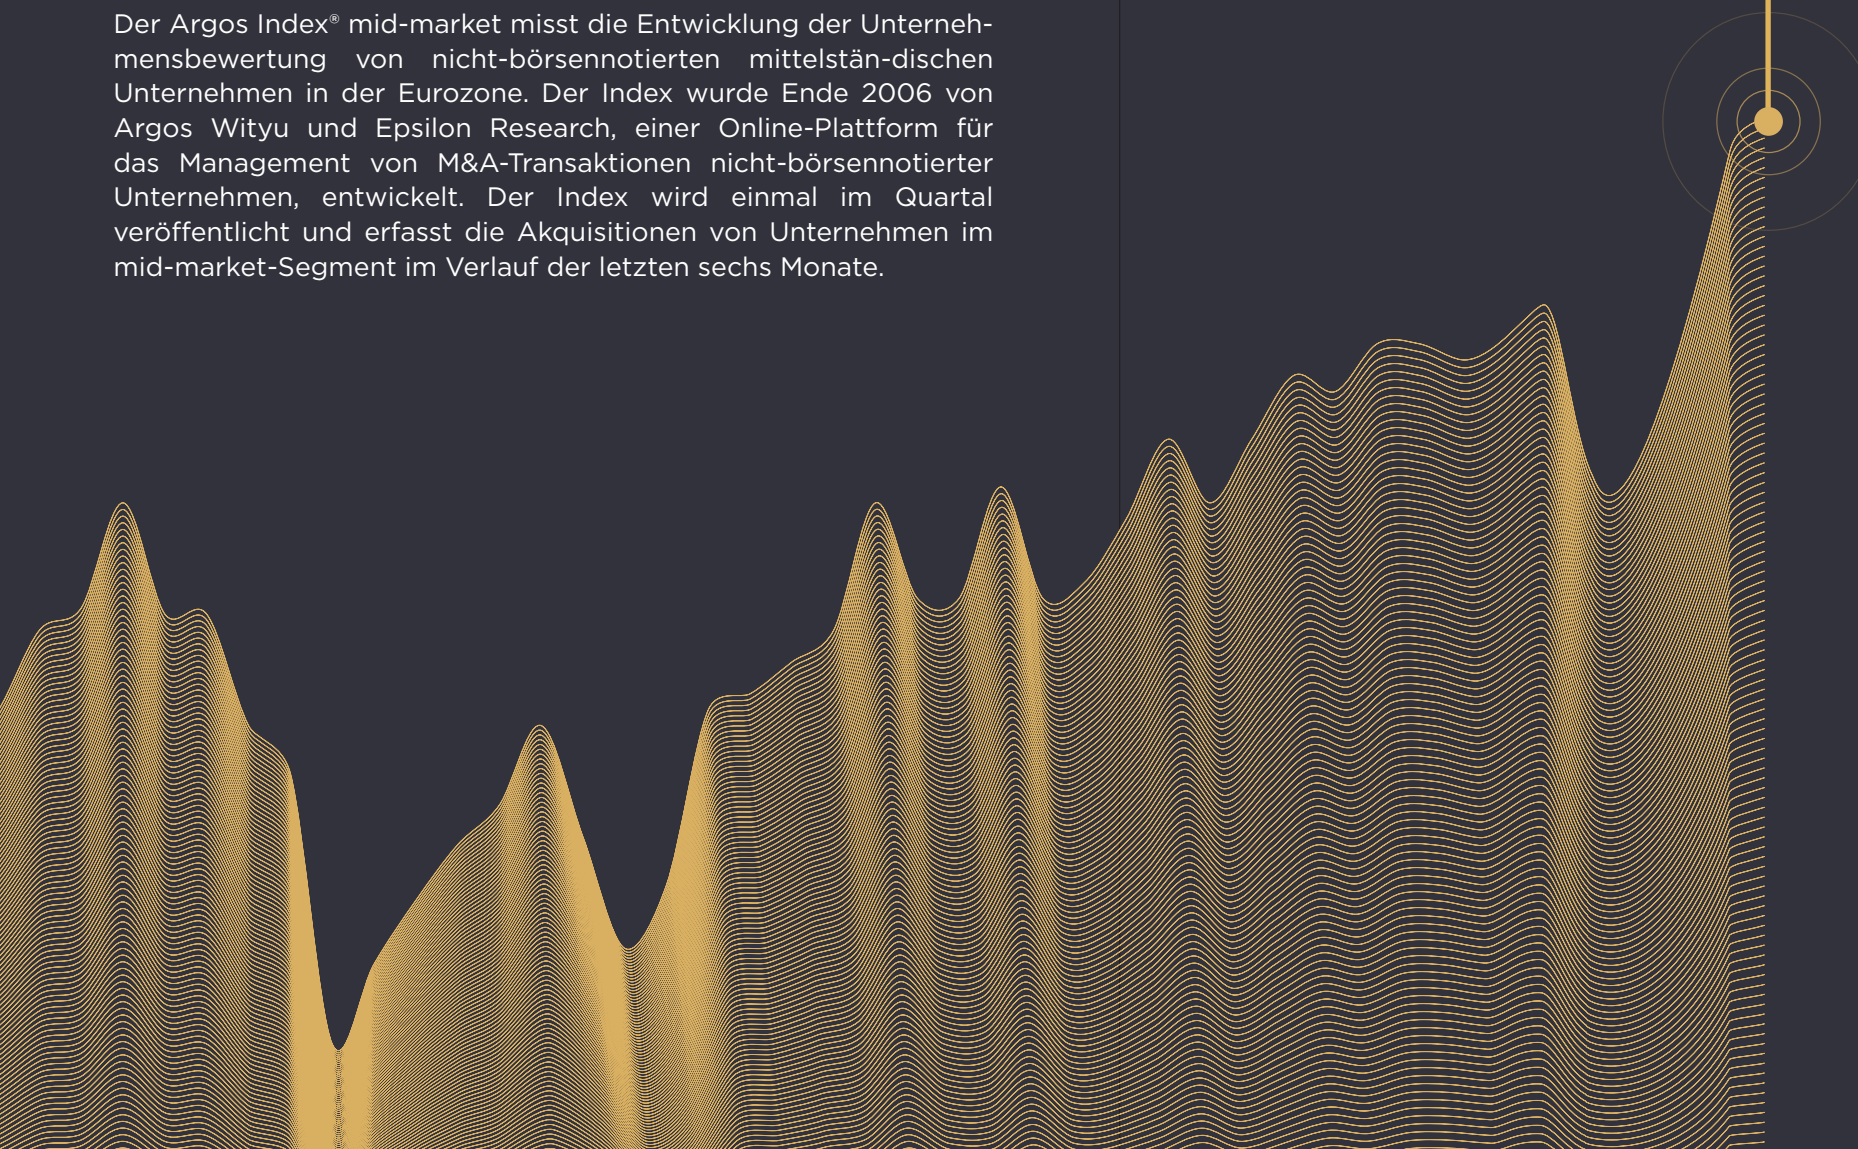 Der Argos Index® mid-market misst die Entwicklung der Unterneh-
mensbewertung von nicht-börsennotierten mittelstän-dischen
Unternehmen in der Eurozone. Der Index wurde Ende 2006 von
Argos Wityu und Epsilon Research, einer Online-Plattform für
das Management von M&A-Transaktionen nicht-börsennotierter
Unternehmen, entwickelt. Der Index wird einmal im Quartal
veröffentlicht und erfasst die Akquisitionen von Unternehmen im
mid-market-Segment im Verlauf der letzten sechs Monate.